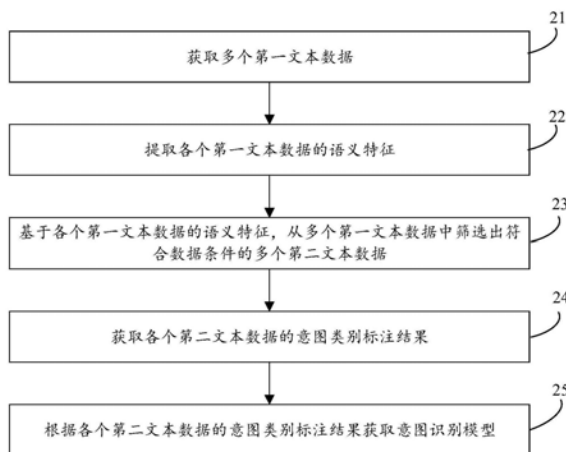 21
获取多个第一文本数据
22
提取各个第一文本数据的语义特征
23
基于各个第一文本数据的语义特征，从多个第一文本数据中筛选出符
合数据条件的多个第二文本数据
24
获取各个第二文本数据的意图类别标注结果
25
根据各个第二文本数据的意图类别标注结果获取意图识别模型